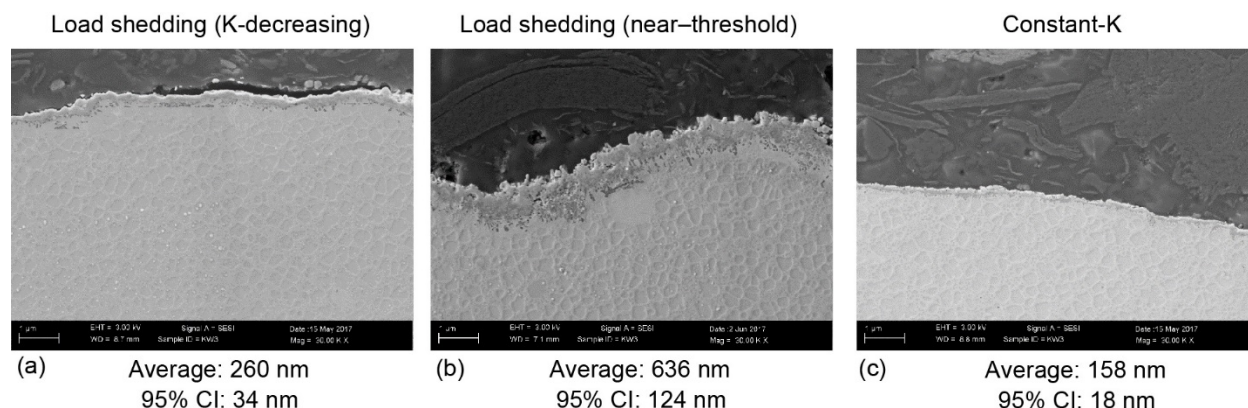 Load shedding (K-decreasing)
Load shedding (near–threshold)
Constant-K
1 µm
EHT = 3.00 kV
WD = 8.7 mm
Signal A = SESI
Sample ID = KW3
Date :15 May 2017
Mag = 30.00 K X
1 µm
EHT = 3.00 kV
WD = 7.1 mm
Signal A = SESI
Sample ID = KW3
Date :2 Jun 2017
Mag = 30.00 K X
1 µm
EHT = 3.00 kV
WD = 8.8 mm
Signal A = SESI
Sample ID = KW3
Date :15 May 2017
Mag = 30.00 K X
(a)
Average: 260 nm
95% CI: 34 nm
(b)
Average: 636 nm
95% CI: 124 nm
(c)
Average: 158 nm
95% CI: 18 nm